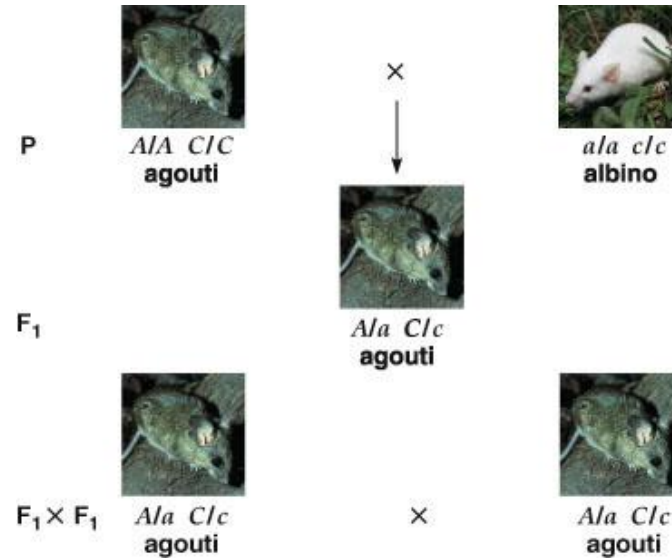 ×
P
A/A C/C
agouti
a/a c/c
albino
F₁
A/a C/c
agouti
F₁ × F₁
A/a C/c
agouti
×
A/a C/c
agouti